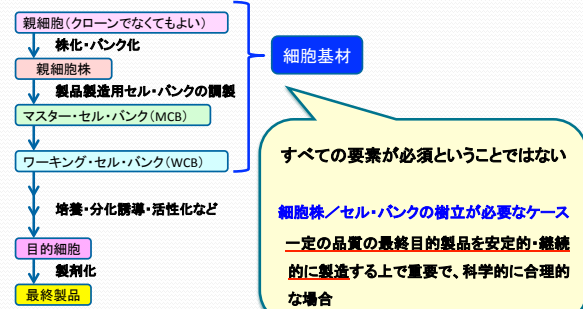 親細胞(クローンでなくてもよい)
株化・バンク化
親細胞株
製品製造用セル・バンクの調製
マスター・セル・バンク(MCB)
ワーキング・セル・バンク(WCB)
培養・分化誘導・活性化など
目的細胞
製剤化
最終製品
細胞基材
すべての要素が必須ということではない
細胞株/セル・バンクの樹立が必要なケース
一定の品質の最終目的製品を安定的・継続
的に製造する上で重要で、科学的に合理的
な場合